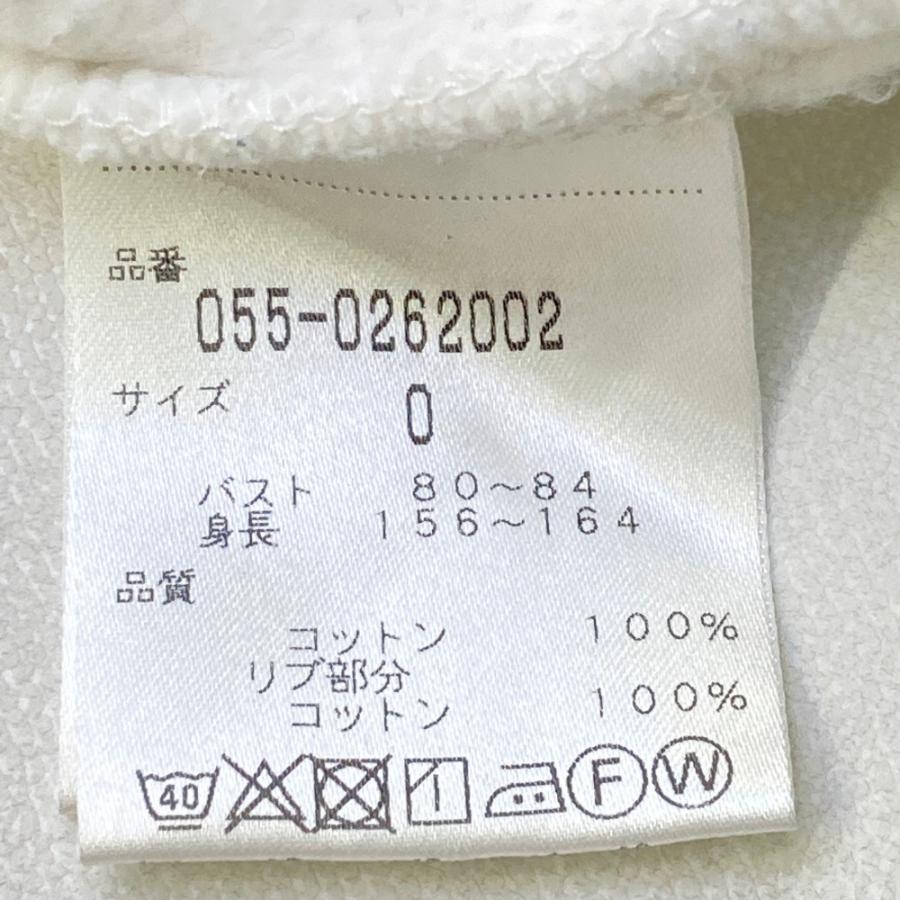 品番
055-0262002
サイズ 0
バスト 80～84
身長 156～164
品質
コットン 100%
リブ部分
コットン 100%
40 F W